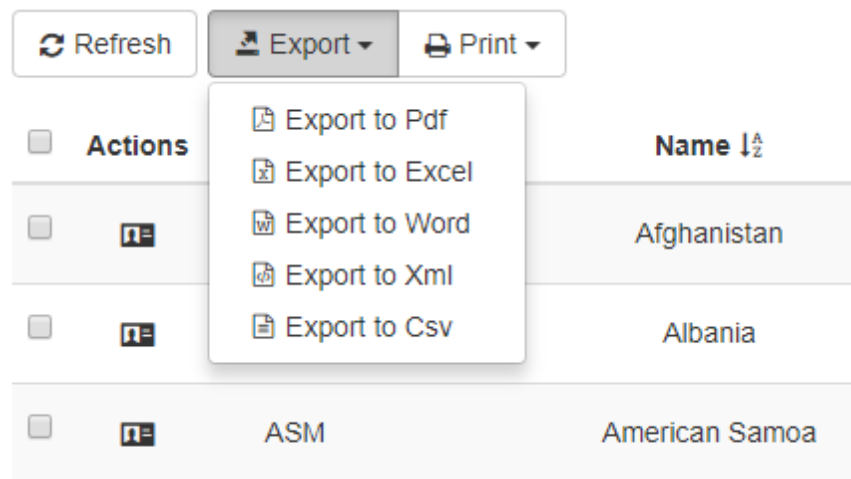 Refresh Export Print
Export to Pdf
Actions Name
Export to Excel
Export to Word
Afghanistan
Export to Xml
Export to Csv
Albania
ASM American Samoa